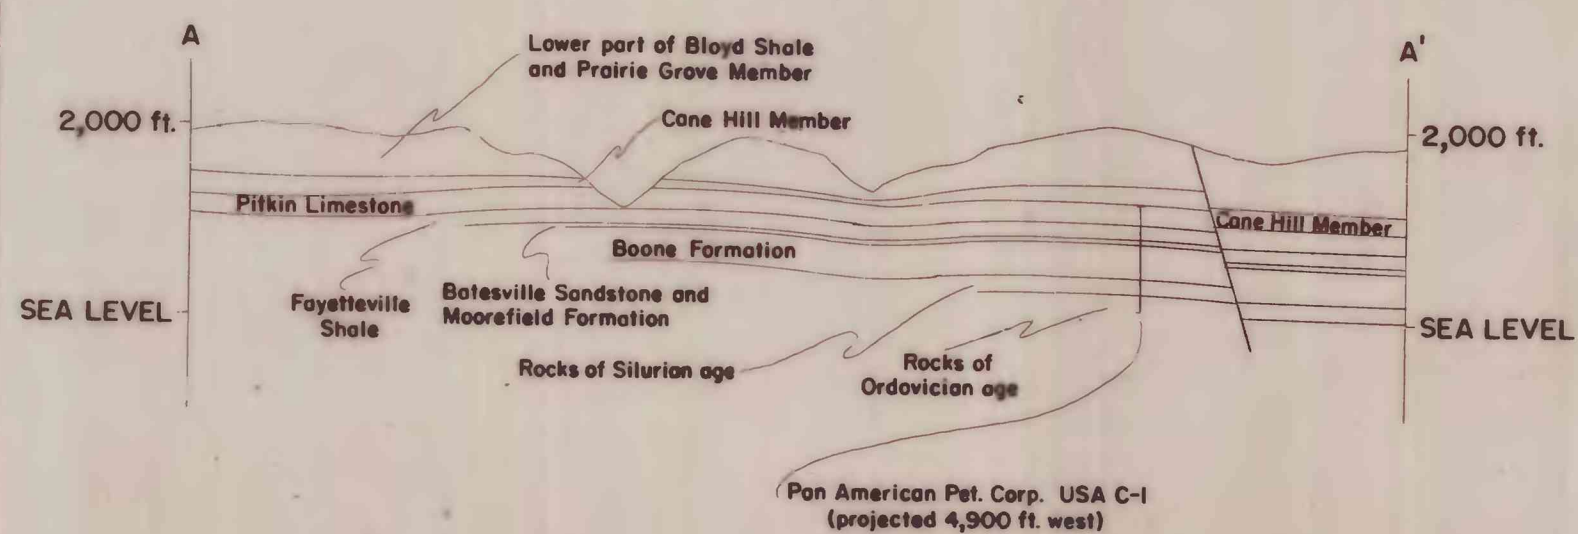 A
A'
Lower part of Bloyd Shale
and Prairie Grove Member
2,000 ft.
Cane Hill Member
2,000 ft.
Pitkin Limestone
Cane Hill Member
Boone Formation
Fayetteville
Shale
Batesville Sandstone and
Moorefield Formation
SEA LEVEL
SEA LEVEL
Rocks of Silurian age
Rocks of
Ordovician age
Pan American Pet. Corp. USA C-1
(projected 4,900 ft. west)